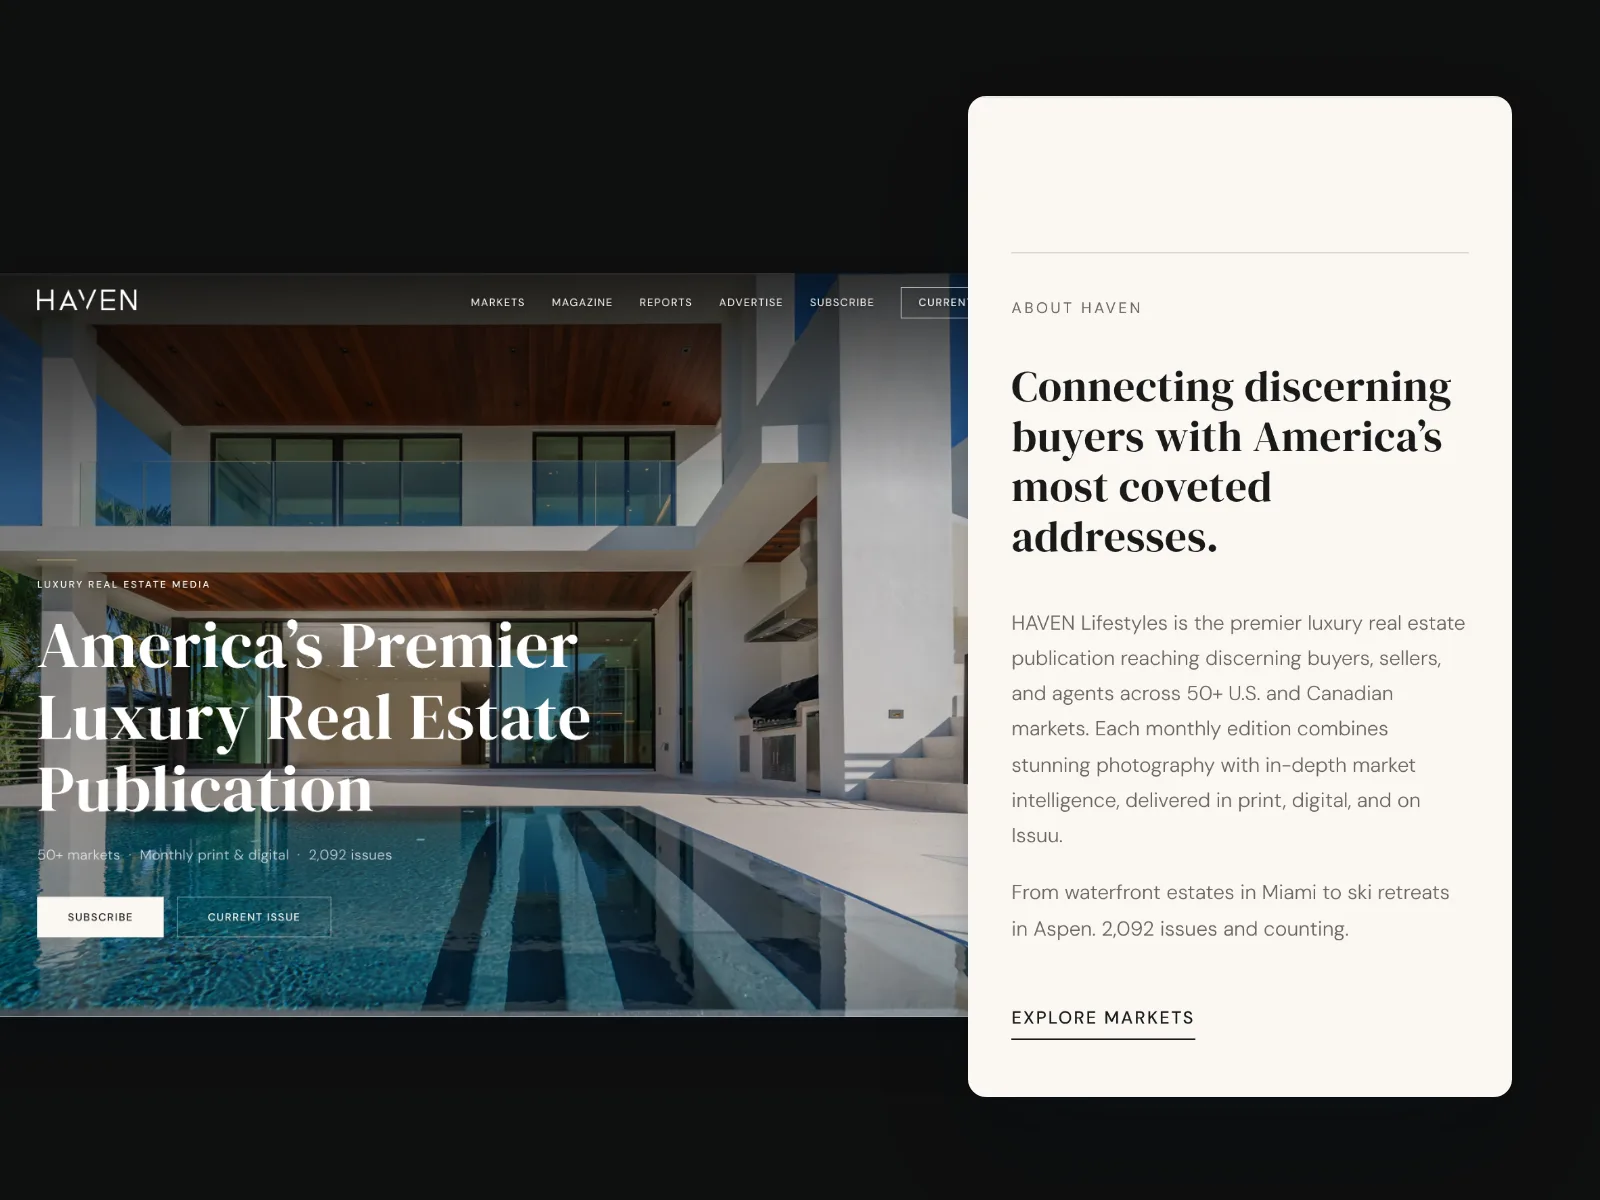 HAVEN
MARKETS MAGAZINE REPORTS ADVERTISE SUBSCRIBE CURRENT
LUXURY REAL ESTATE MEDIA
America’s Premier
Luxury Real Estate
Publication
50+ markets · Monthly print & digital · 2,092 issues
SUBSCRIBE CURRENT ISSUE
ABOUT HAVEN
Connecting discerning
buyers with America’s
most coveted
addresses.
HAVEN Lifestyles is the premier luxury real estate
publication reaching discerning buyers, sellers,
and agents across 50+ U.S. and Canadian
markets. Each monthly edition combines
stunning photography with in-depth market
intelligence, delivered in print, digital, and on
Issuu.
From waterfront estates in Miami to ski retreats
in Aspen. 2,092 issues and counting.
EXPLORE MARKETS